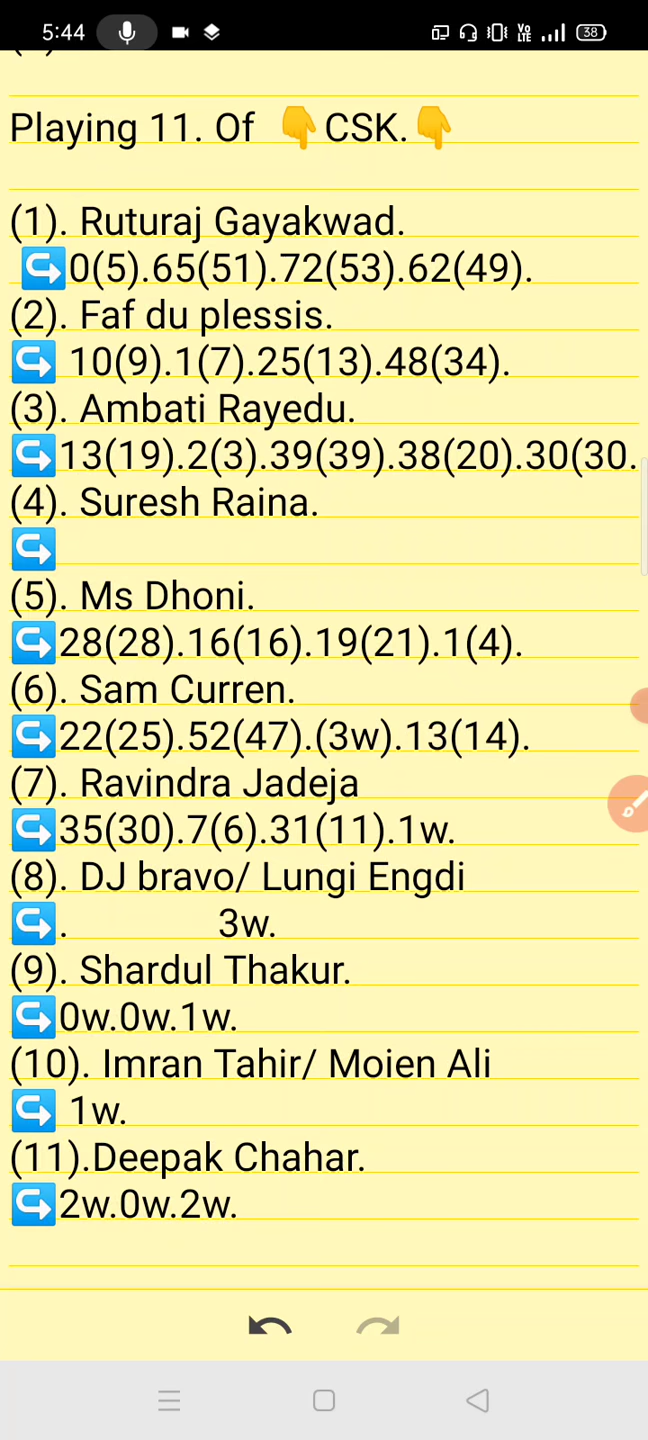 5:44 VoLTE 38
Playing 11. Of 👇CSK.👇
(1). Ruturaj Gayakwad.
↪0(5).65(51).72(53).62(49).
(2). Faf du plessis.
↪ 10(9).1(7).25(13).48(34).
(3). Ambati Rayedu.
↪13(19).2(3).39(39).38(20).30(30.
(4). Suresh Raina.
↪
(5). Ms Dhoni.
↪28(28).16(16).19(21).1(4).
(6). Sam Curren.
↪22(25).52(47).(3w).13(14).
(7). Ravindra Jadeja
↪35(30).7(6).31(11).1w.
(8). DJ bravo/ Lungi Engdi
↪. 3w.
(9). Shardul Thakur.
↪0w.0w.1w.
(10). Imran Tahir/ Moien Ali
↪ 1w.
(11).Deepak Chahar.
↪2w.0w.2w.